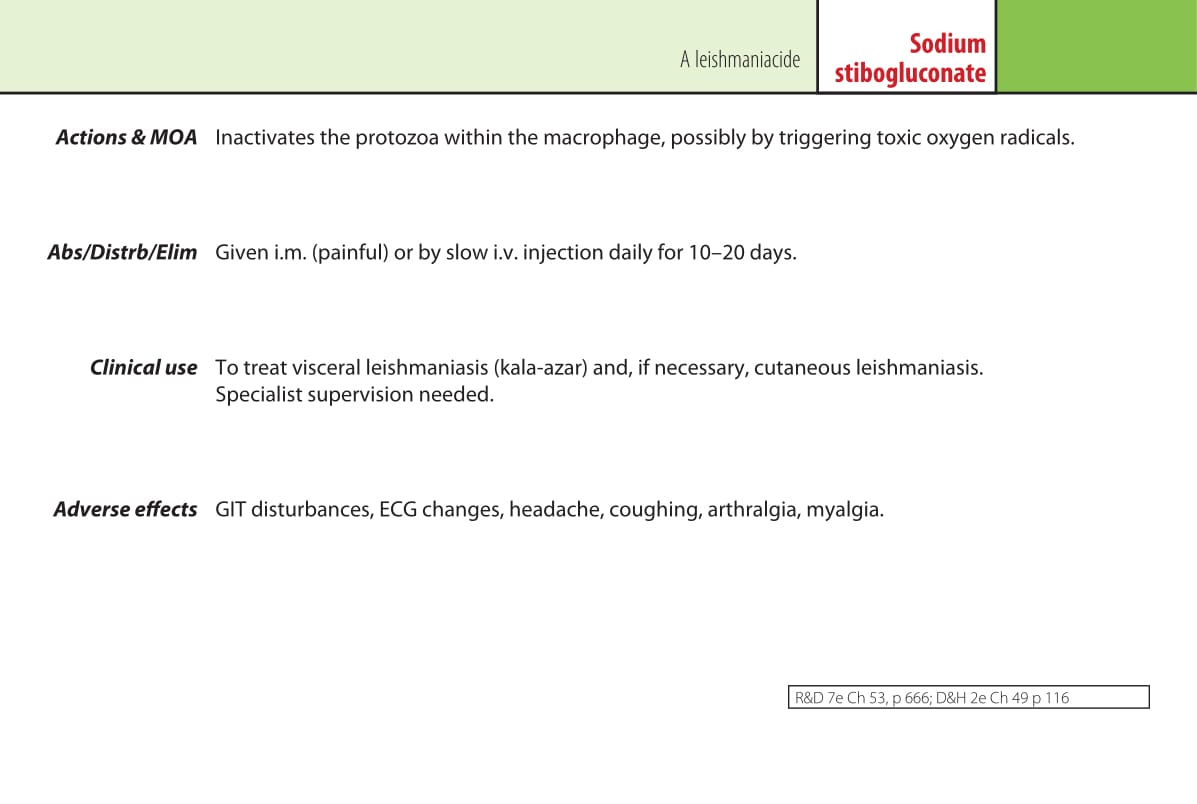 A leishmaniacide
Sodium
stibogluconate
Actions & MOA Inactivates the protozoa within the macrophage, possibly by triggering toxic oxygen radicals.
Abs/Distrb/Elim Given i.m. (painful) or by slow i.v. injection daily for 10–20 days.
Clinical use To treat visceral leishmaniasis (kala-azar) and, if necessary, cutaneous leishmaniasis.
Specialist supervision needed.
Adverse effects GIT disturbances, ECG changes, headache, coughing, arthralgia, myalgia.
R&D 7e Ch 53, p 666; D&H 2e Ch 49 p 116